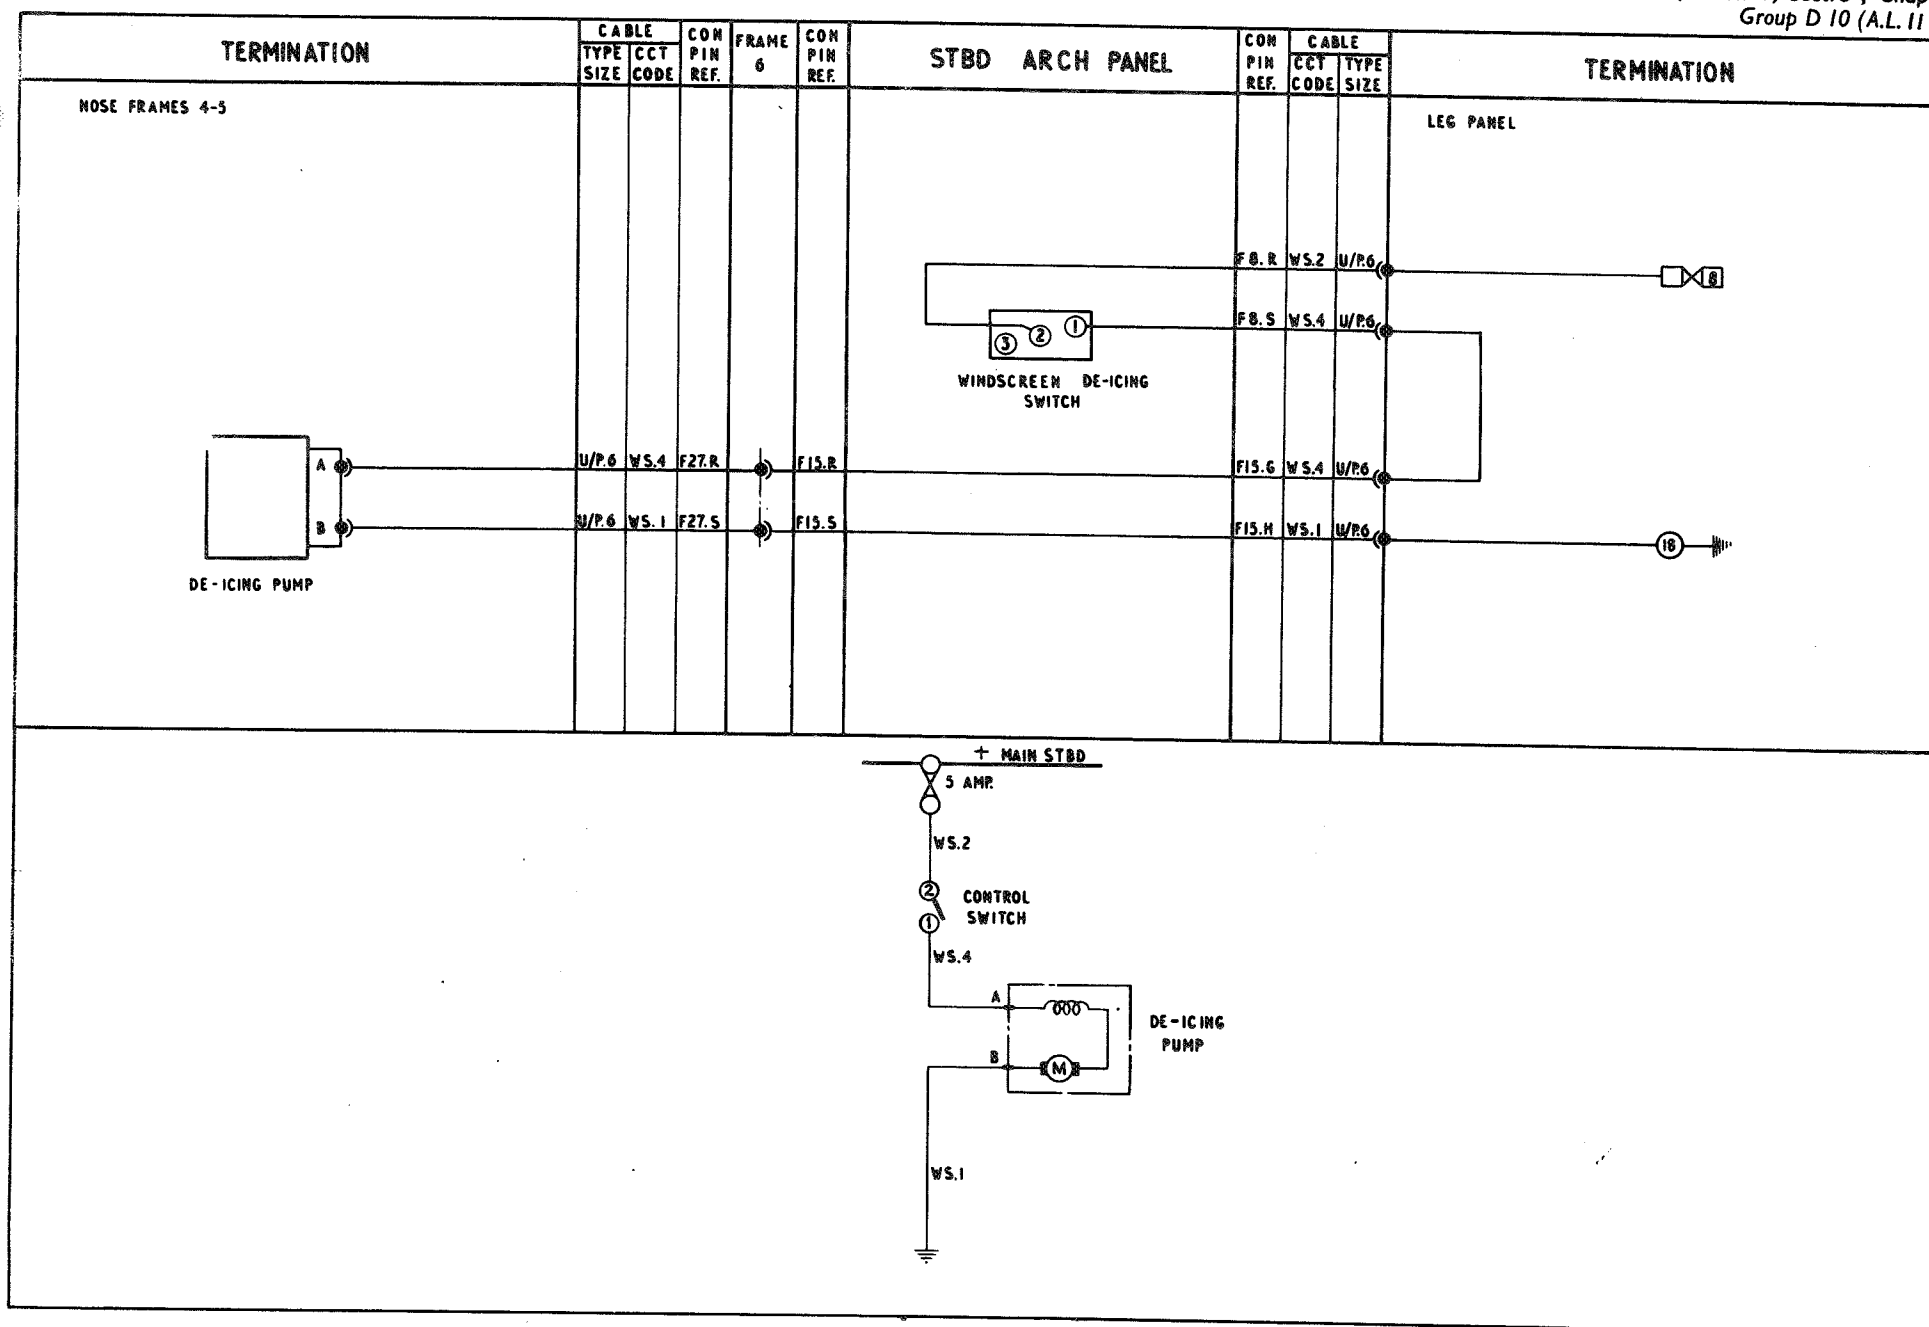 Group D 10 (A.L. 11
TERMINATION
CABLE
TYPE SIZE
CCT CODE
CON PIN REF.
FRAME 6
CON PIN REF.
STBD ARCH PANEL
CON PIN REF.
CABLE
CCT CODE
TYPE SIZE
TERMINATION
NOSE FRAMES 4-5
LEG PANEL
F8.R WS.2 U/P.6
8
F8.S WS.4 U/P.6
3 2 1
WINDSCREEN DE-ICING
SWITCH
A U/P.6 WS.4 F27.R F15.R F15.G WS.4 U/P.6
B U/P.6 WS.1 F27.S F15.S F15.H WS.1 U/P.6 18
DE-ICING PUMP
+ MAIN STBD
5 AMP.
WS.2
2
CONTROL
SWITCH
1
WS.4
A
DE-ICING
PUMP
B
M
WS.1